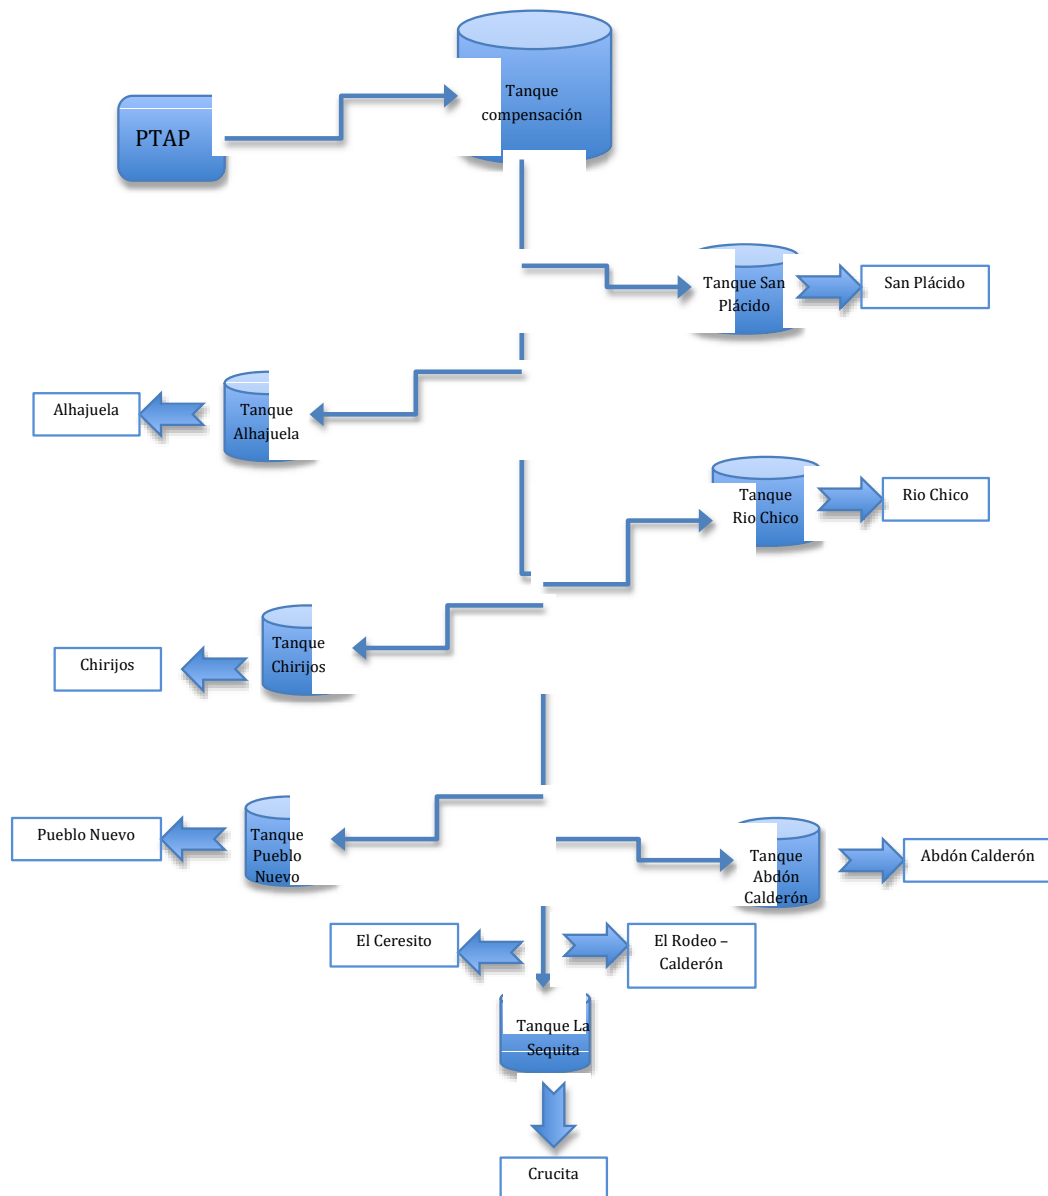 Tanque
compensación
PTAP
Tanque San
Plácido
San Plácido
Alhajuela
Tanque
Alhajuela
Tanque
Rio Chico
Rio Chico
Tanque
Chirijos
Chirijos
Pueblo Nuevo
Tanque
Pueblo
Nuevo
Tanque
Abdón
Calderón
Abdón Calderón
El Ceresito
El Rodeo –
Calderón
Tanque La
Sequita
Crucita